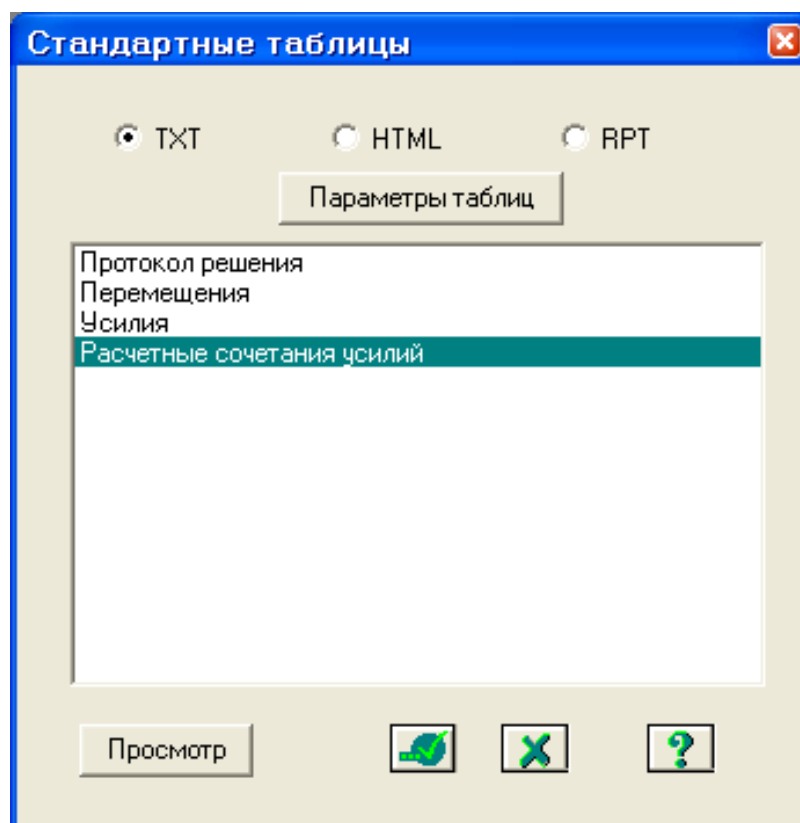 Стандартные таблицы
TXT HTML RPT
Параметры таблиц
Протокол решения
Перемещения
Усилия
Расчетные сочетания усилий
Просмотр
?